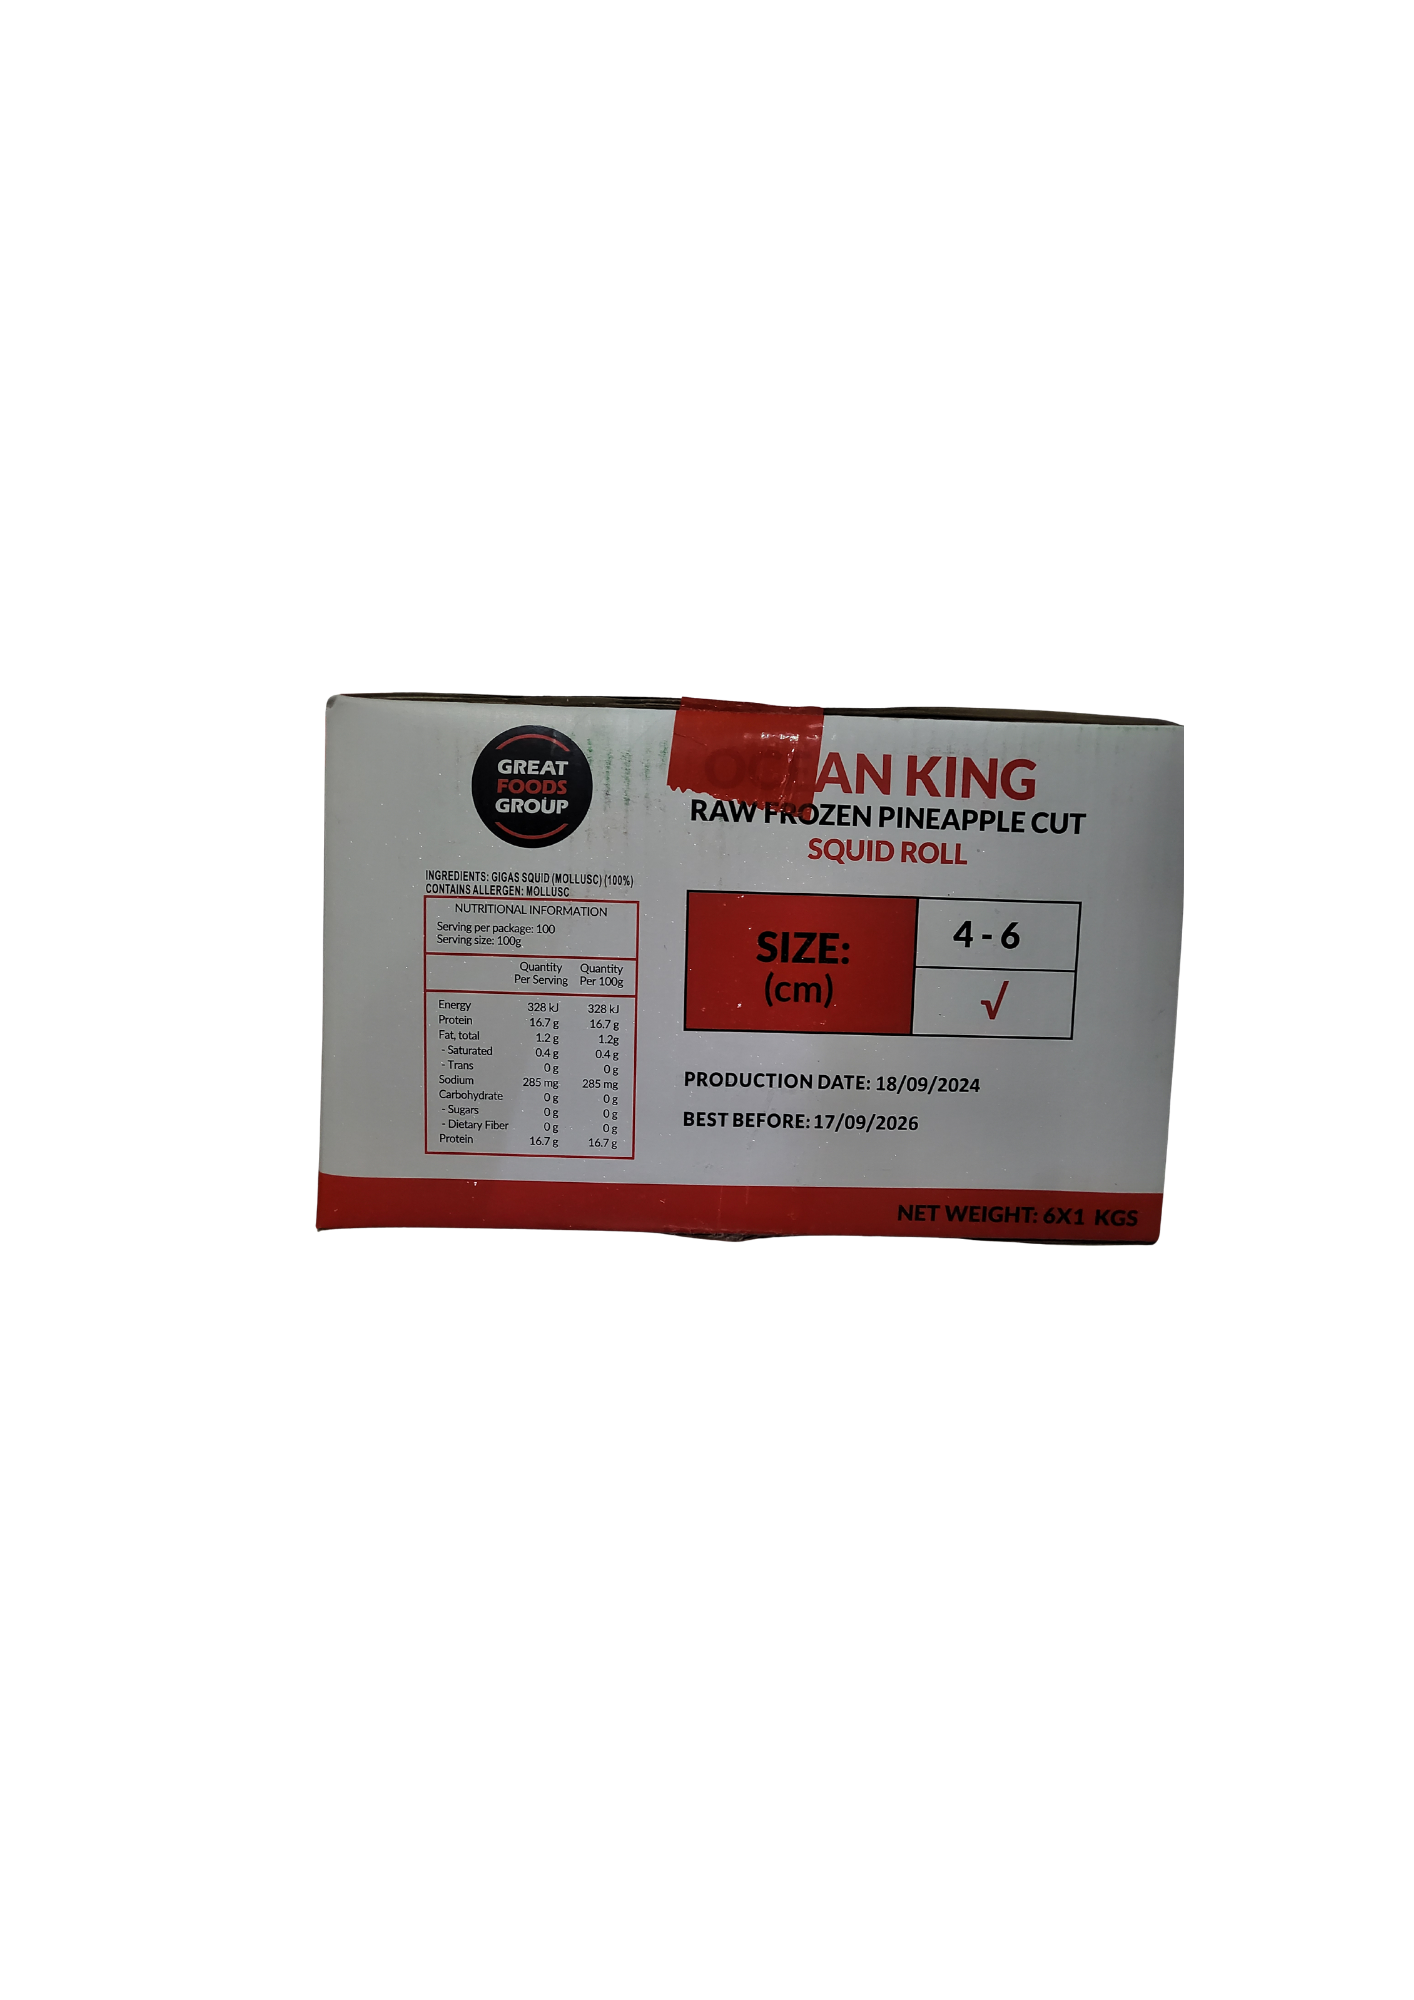 GREAT
FOODS
GROUP
INGREDIENTS: GIGAS SQUID (MOLLUSC) (100%)
CONTAINS ALLERGEN: MOLLUSC
NUTRITIONAL INFORMATION
Serving per package: 100
Serving size: 100g
Quantity Quantity
Per Serving Per 100g
Energy 328 kJ 328 kJ
Protein 16.7 g 16.7 g
Fat, total 1.2 g 1.2g
- Saturated 0.4 g 0.4 g
- Trans 0 g 0 g
Sodium 285 mg 285 mg
Carbohydrate 0 g 0 g
- Sugars 0 g 0 g
- Dietary Fiber 0 g 0 g
Protein 16.7 g 16.7 g
OCEAN KING
RAW FROZEN PINEAPPLE CUT
SQUID ROLL
SIZE:
(cm)
4 - 6
√
PRODUCTION DATE: 18/09/2024
BEST BEFORE: 17/09/2026
NET WEIGHT: 6X1 KGS